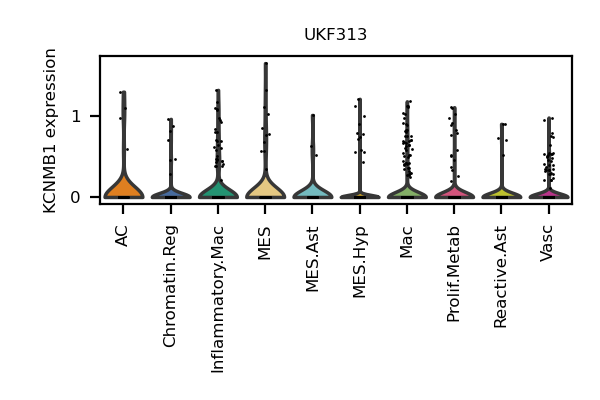 UKF313
KCNMB1 expression
1
0
AC
Chromatin.Reg
Inflammatory.Mac
MES
MES.Ast
MES.Hyp
Mac
Prolif.Metab
Reactive.Ast
Vasc